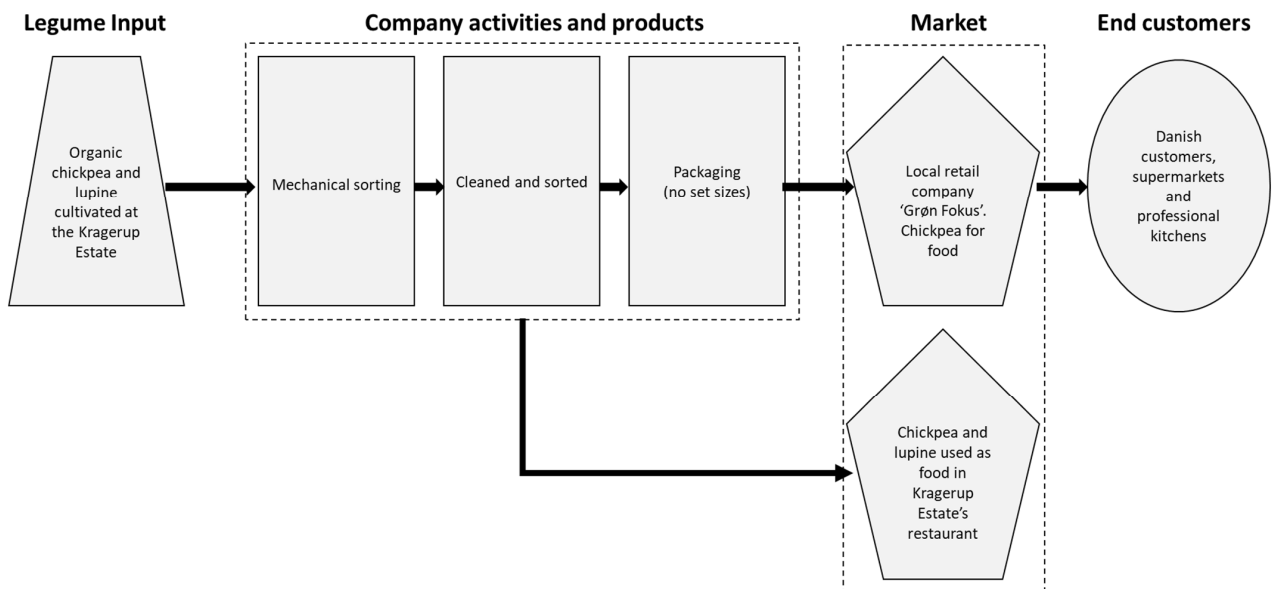 Legume Input
Company activities and products
Market
End customers
Organic
chickpea and
lupine
cultivated at
the Kragerup
Estate
Mechanical sorting
Cleaned and sorted
Packaging
(no set sizes)
Local retail
company
‘Grøn Fokus’.
Chickpea for
food
Danish
customers,
supermarkets
and
professional
kitchens
Chickpea and
lupine used as
food in
Kragerup
Estate’s
restaurant